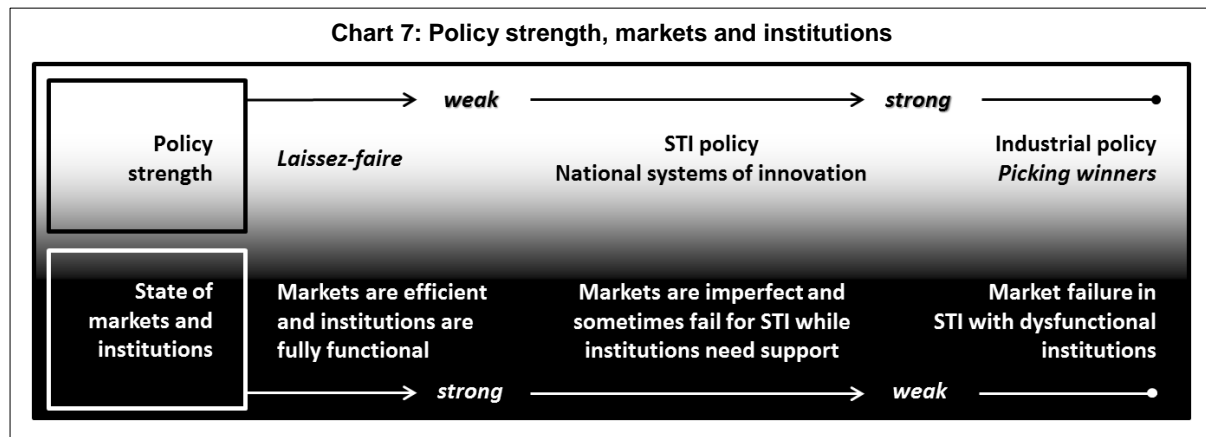 Chart 7: Policy strength, markets and institutions
weak
strong
Policy
strength
Laissez-faire
STI policy
National systems of innovation
Industrial policy
Picking winners
State of
markets and
institutions
Markets are efficient
and institutions are
fully functional
Markets are imperfect and
sometimes fail for STI while
institutions need support
Market failure in
STI with dysfunctional
institutions
strong
weak